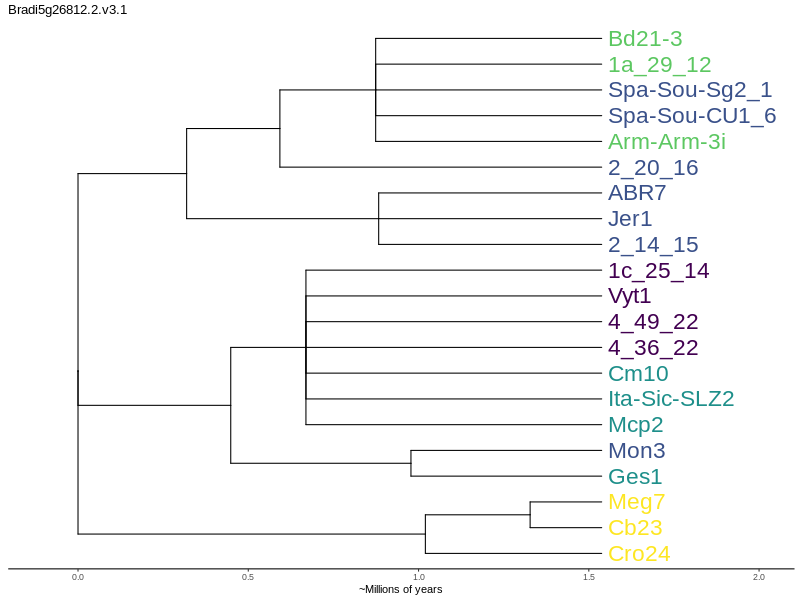 Bradi5g26812.2.v3.1
Bd21-3
1a_29_12
Spa-Sou-Sg2_1
Spa-Sou-CU1_6
Arm-Arm-3i
2_20_16
ABR7
Jer1
2_14_15
1c_25_14
Vyt1
4_49_22
4_36_22
Cm10
Ita-Sic-SLZ2
Mcp2
Mon3
Ges1
Meg7
Cb23
Cro24
0.0 0.5 1.0 1.5 2.0
~Millions of years